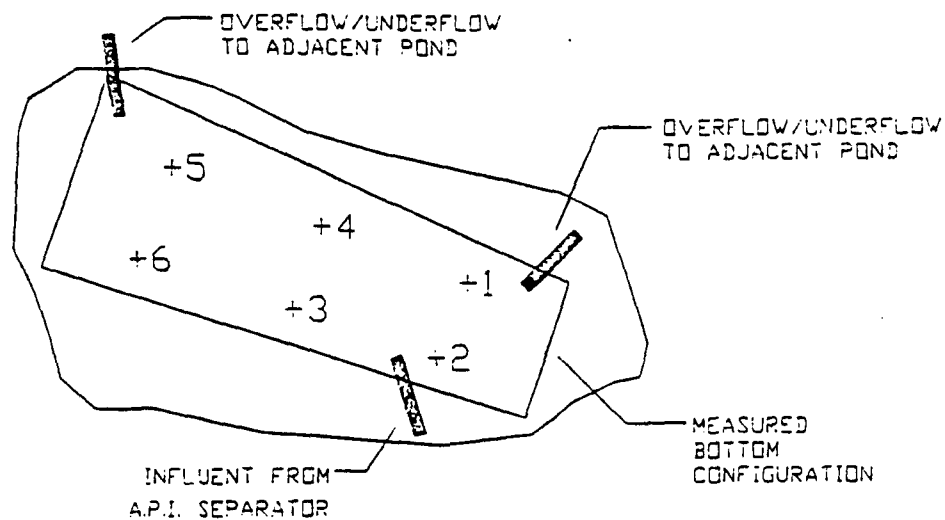 OVERFLOW/UNDERFLOW
TO ADJACENT POND
OVERFLOW/UNDERFLOW
TO ADJACENT POND
+5
+4
+6
+1
+3
+2
MEASURED
BOTTOM
CONFIGURATION
INFLUENT FROM
A.P.I. SEPARATOR